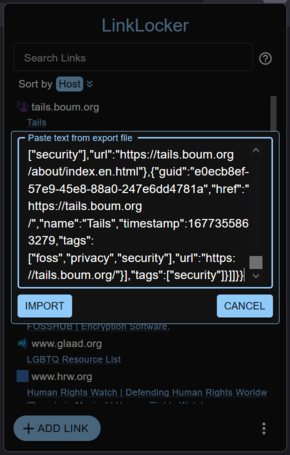 LinkLocker
Search Links
Sort by Host
tails.boum.org
Tails
Paste text from export file
["security"],"url":"https://tails.boum.org
/about/index.en.html"},{"guid":"e0ecb8ef-
57e9-45e8-88a0-247e6dd4781a","href":"
https://tails.boum.org
/","name":"Tails","timestamp":167735586
3279,"tags":
["foss","privacy","security"],"url":"https:
//tails.boum.org/"}],"tags":["security"]}]]}}
IMPORT
CANCEL
FOSSHUB | Encryption Software.
www.glaad.org
LGBTQ Resource List
www.hrw.org
Human Rights Watch | Defending Human Rights Worldw
+ ADD LINK